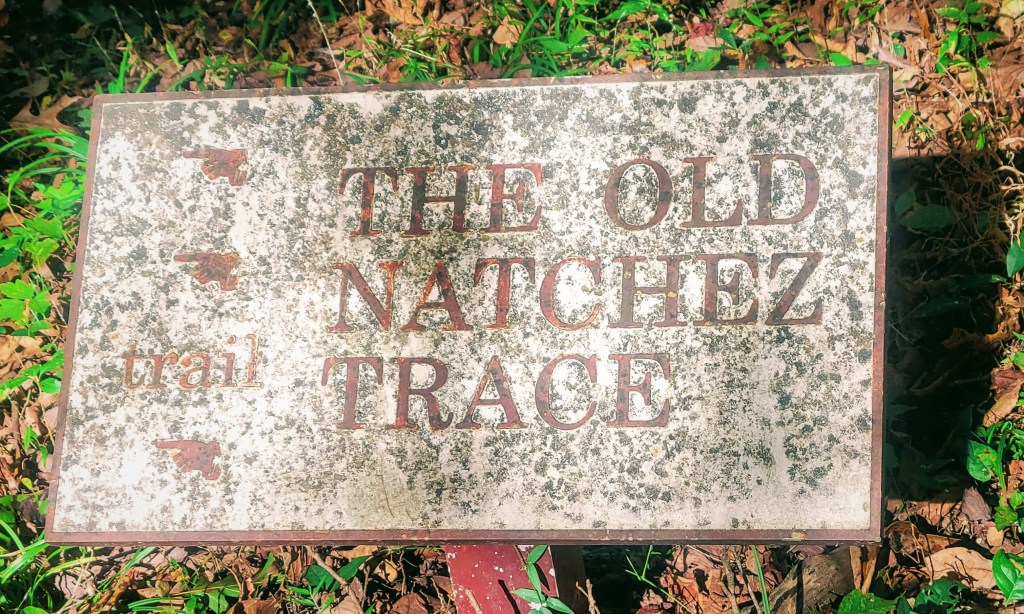 THE OLD
NATCHEZ
trail
TRACE